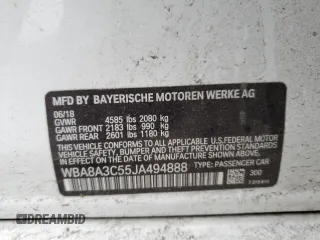 MFD BY BAYERISCHE MOTOREN WERKE AG
06/18
GVWR 4585 lbs 2080 kg
GAWR FRONT 2183 lbs 990 kg
GAWR REAR 2601 lbs 1180 kg
THIS VEHICLE CONFORMS TO ALL APPLICABLE U.S. FEDERAL MOTOR
VEHICLE SAFETY, BUMPER, AND THEFT PREVENTION STANDARDS
IN EFFECT ON THE DATE OF MANUFACTURE SHOWN ABOVE.
WBA8A3C55JA494888 TYPE: PASSENGER CAR
300
BIDFAX AUTOASTAT